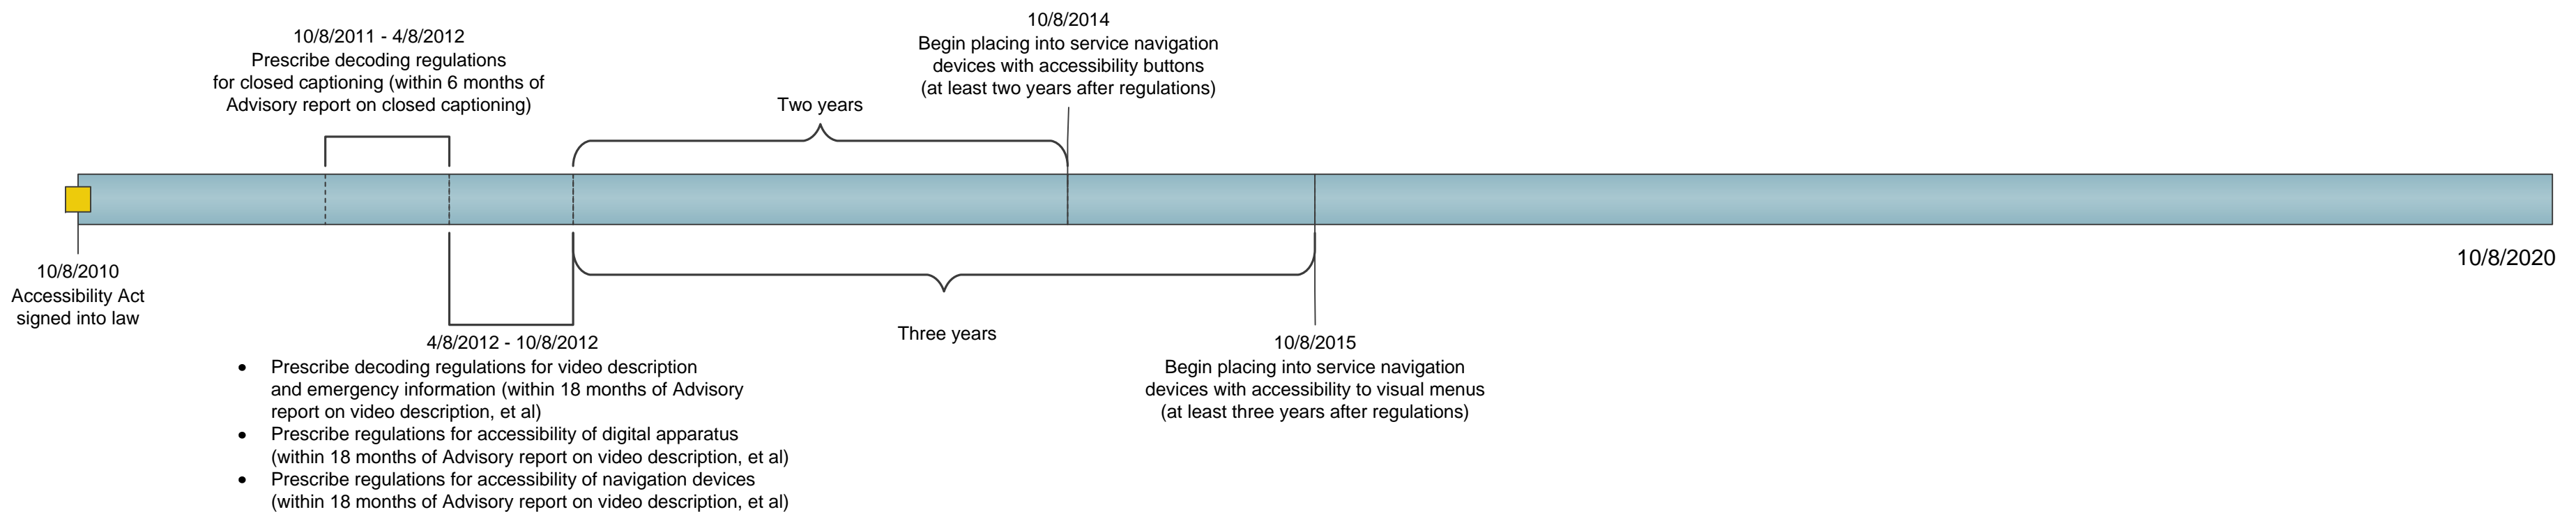 10/8/2011 - 4/8/2012
Prescribe decoding regulations
for closed captioning (within 6 months of
Advisory report on closed captioning)
Two years
10/8/2014
Begin placing into service navigation
devices with accessibility buttons
(at least two years after regulations)
10/8/2010
Accessibility Act
signed into law
4/8/2012 - 10/8/2012
• Prescribe decoding regulations for video description
and emergency information (within 18 months of Advisory
report on video description, et al)
• Prescribe regulations for accessibility of digital apparatus
(within 18 months of Advisory report on video description, et al)
• Prescribe regulations for accessibility of navigation devices
(within 18 months of Advisory report on video description, et al)
Three years
10/8/2015
Begin placing into service navigation
devices with accessibility to visual menus
(at least three years after regulations)
10/8/2020